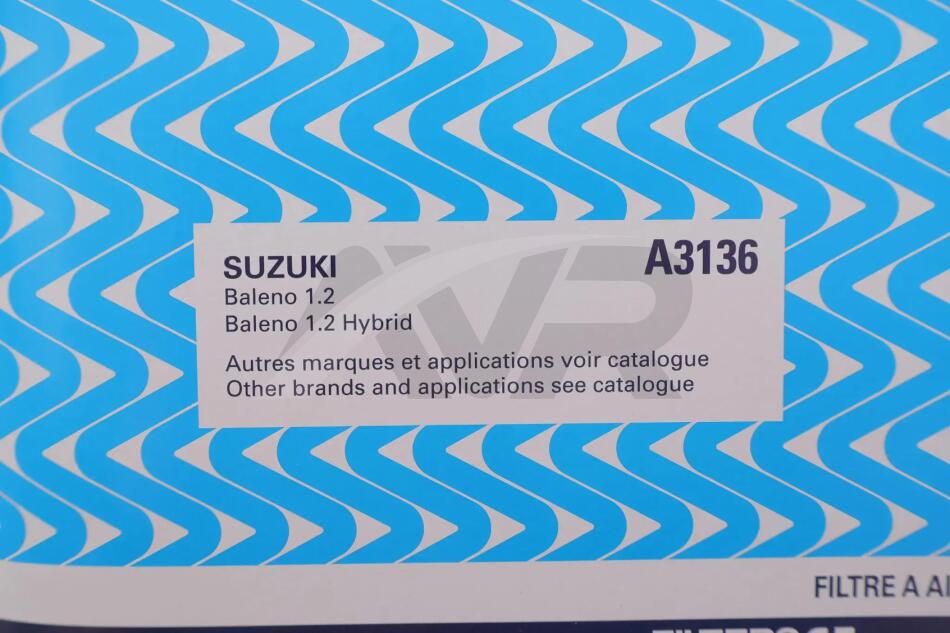 SUZUKI A3136
Baleno 1.2
Baleno 1.2 Hybrid
Autres marques et applications voir catalogue
Other brands and applications see catalogue
AVR
FILTRE A